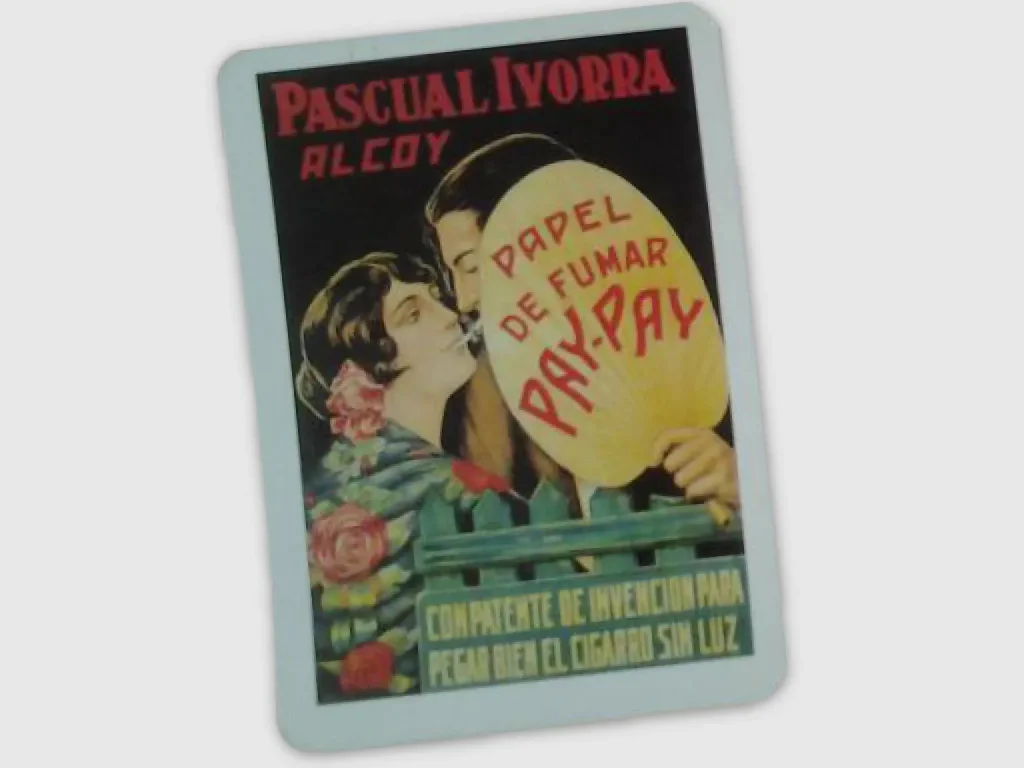 PASCUAL IVORRA
ALCOY
PAPEL
DE FUMAR
PAY-PAY
CON PATENTE DE INVENCION PARA
PEGAR BIEN EL CIGARRO SIN LUZ